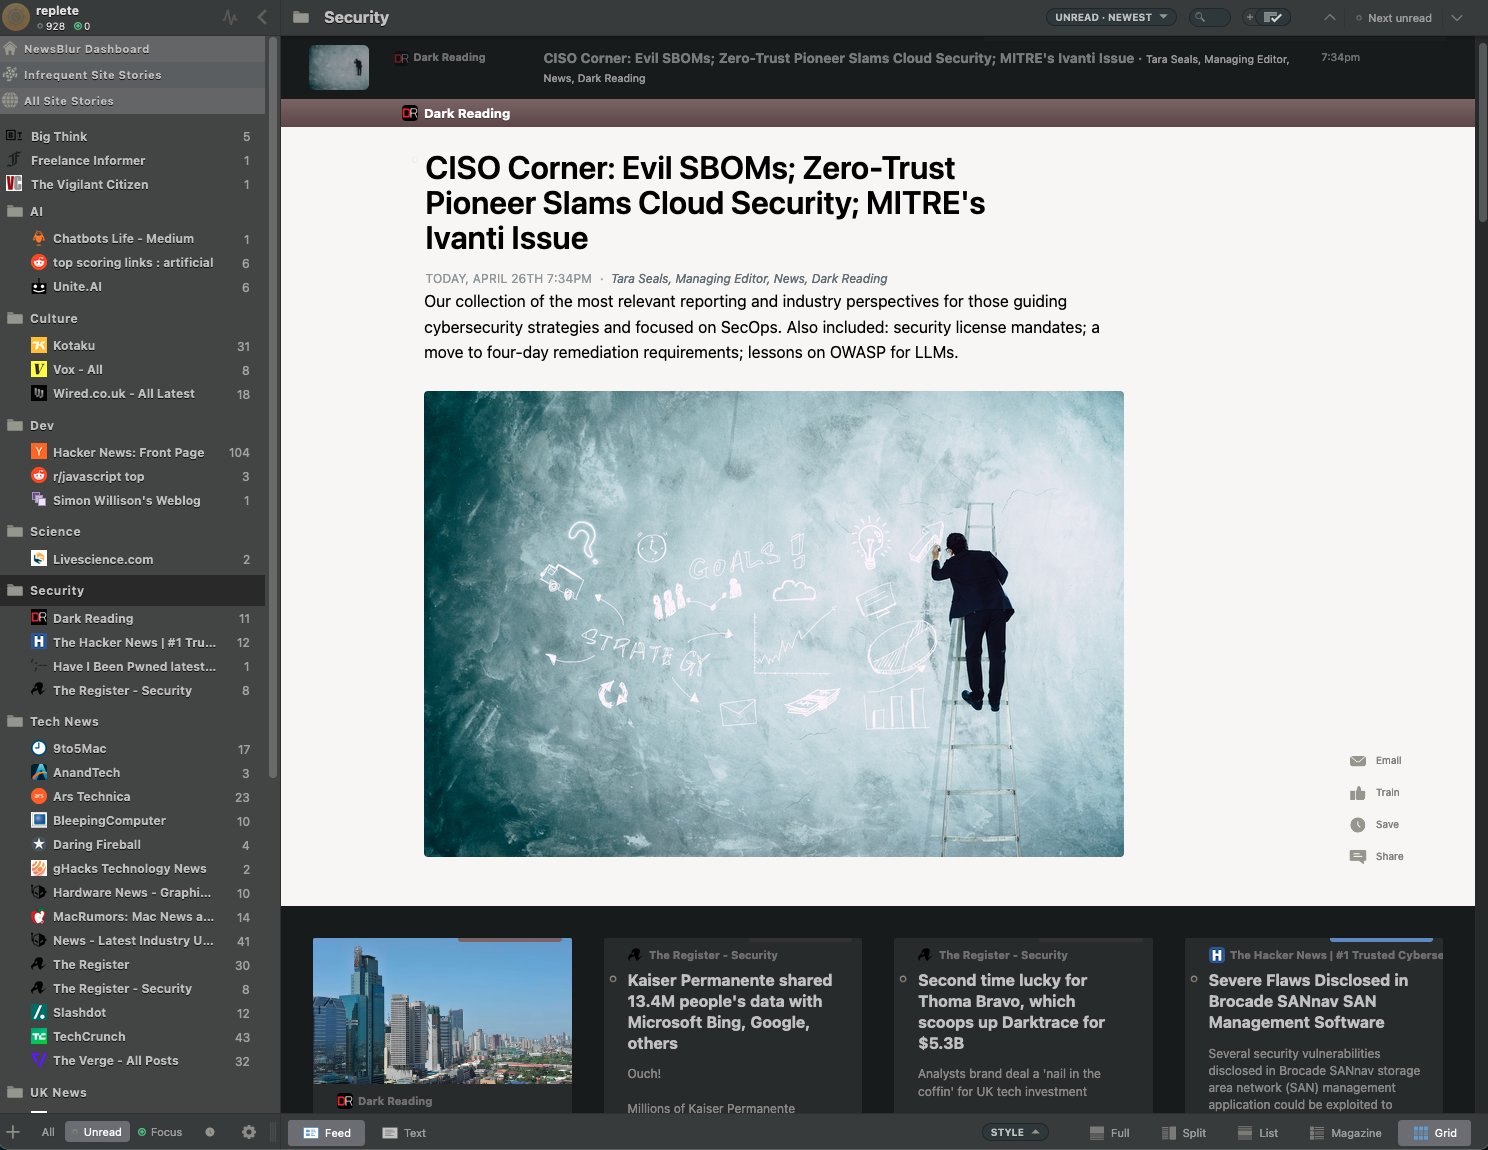 replete
928 0
NewsBlur Dashboard
Infrequent Site Stories
All Site Stories
Big Think 5
Freelance Informer 1
The Vigilant Citizen 1
AI
Chatbots Life - Medium 1
top scoring links : artificial 6
Unite.AI 6
Culture
Kotaku 31
Vox - All 8
Wired.co.uk - All Latest 18
Dev
Hacker News: Front Page 104
r/javascript top 3
Simon Willison's Weblog 1
Science
Livescience.com 2
Security
Dark Reading 11
The Hacker News | #1 Tru... 12
Have I Been Pwned latest... 1
The Register - Security 8
Tech News
9to5Mac 17
AnandTech 3
Ars Technica 23
BleepingComputer 10
Daring Fireball 4
gHacks Technology News 2
Hardware News - Graphi... 10
MacRumors: Mac News a... 14
News - Latest Industry U... 41
The Register 30
The Register - Security 8
Slashdot 12
TechCrunch 43
The Verge - All Posts 32
UK News
All Unread Focus
Security
UNREAD · NEWEST
Next unread
DR Dark Reading
CISO Corner: Evil SBOMs; Zero-Trust Pioneer Slams Cloud Security; MITRE's Ivanti Issue · Tara Seals, Managing Editor,
News, Dark Reading
7:34pm
DR Dark Reading
CISO Corner: Evil SBOMs; Zero-Trust
Pioneer Slams Cloud Security; MITRE's
Ivanti Issue
TODAY, APRIL 26TH 7:34PM · Tara Seals, Managing Editor, News, Dark Reading
Our collection of the most relevant reporting and industry perspectives for those guiding
cybersecurity strategies and focused on SecOps. Also included: security license mandates; a
move to four-day remediation requirements; lessons on OWASP for LLMs.
GOALS!
STRATEGY
Email
Train
Save
Share
DR Dark Reading
The Register - Security
Kaiser Permanente shared
13.4M people's data with
Microsoft Bing, Google,
others
Ouch!
Millions of Kaiser Permanente
The Register - Security
Second time lucky for
Thoma Bravo, which
scoops up Darktrace for
$5.3B
Analysts brand deal a 'nail in the
coffin' for UK tech investment
H The Hacker News | #1 Trusted Cyberse
Severe Flaws Disclosed in
Brocade SANnav SAN
Management Software
Several security vulnerabilities
disclosed in Brocade SANnav storage
area network (SAN) management
application could be exploited to
Feed Text
STYLE
Full Split List Magazine Grid